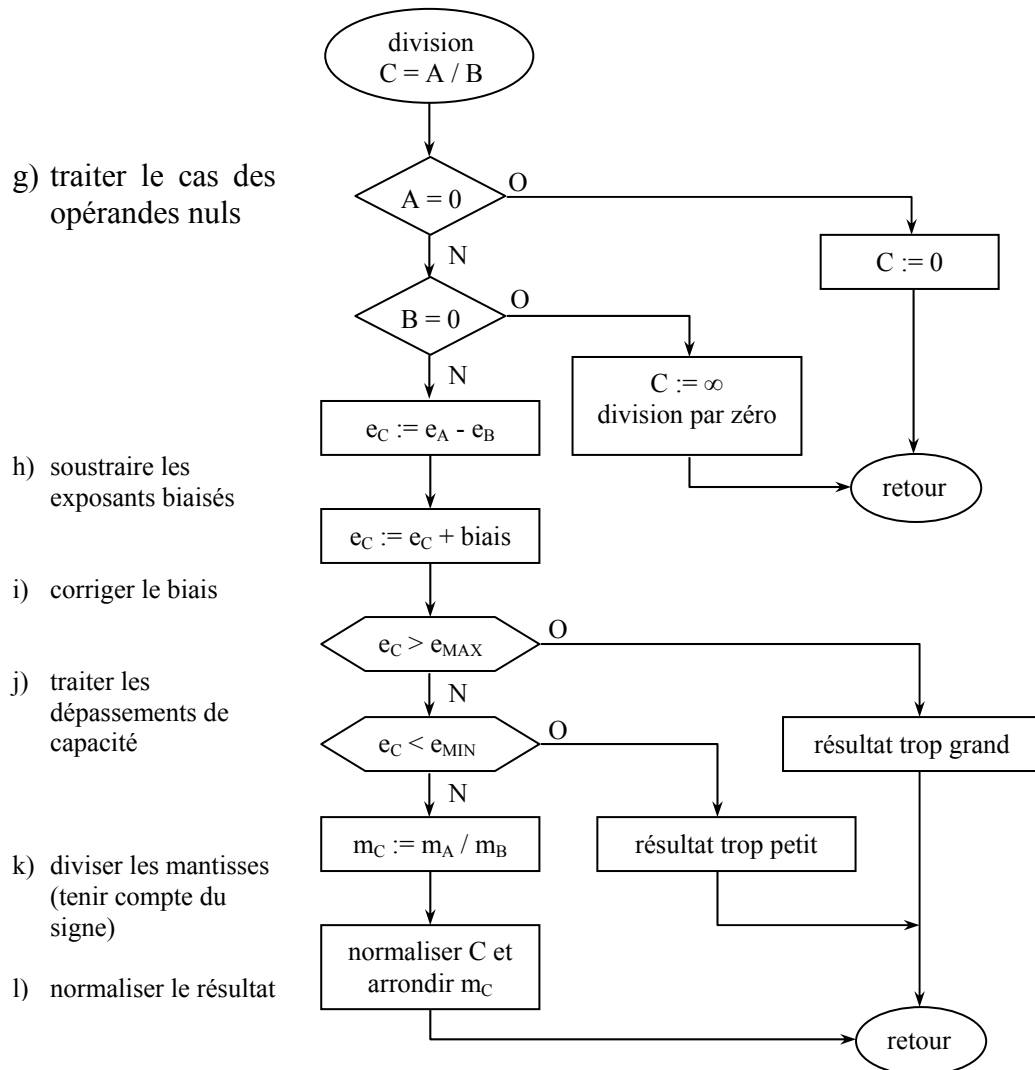 division
C = A / B
g) traiter le cas des
opérandes nuls
A = 0
O
N
C := 0
B = 0
O
N
C := ∞
division par zéro
e_C := e_A - e_B
h) soustraire les
exposants biaisés
retour
e_C := e_C + biais
i) corriger le biais
e_C > e_MAX
O
N
j) traiter les
dépassements de
capacité
e_C < e_MIN
O
N
résultat trop grand
m_C := m_A / m_B
résultat trop petit
k) diviser les mantisses
(tenir compte du
signe)
normaliser C et
arrondir m_C
l) normaliser le résultat
retour